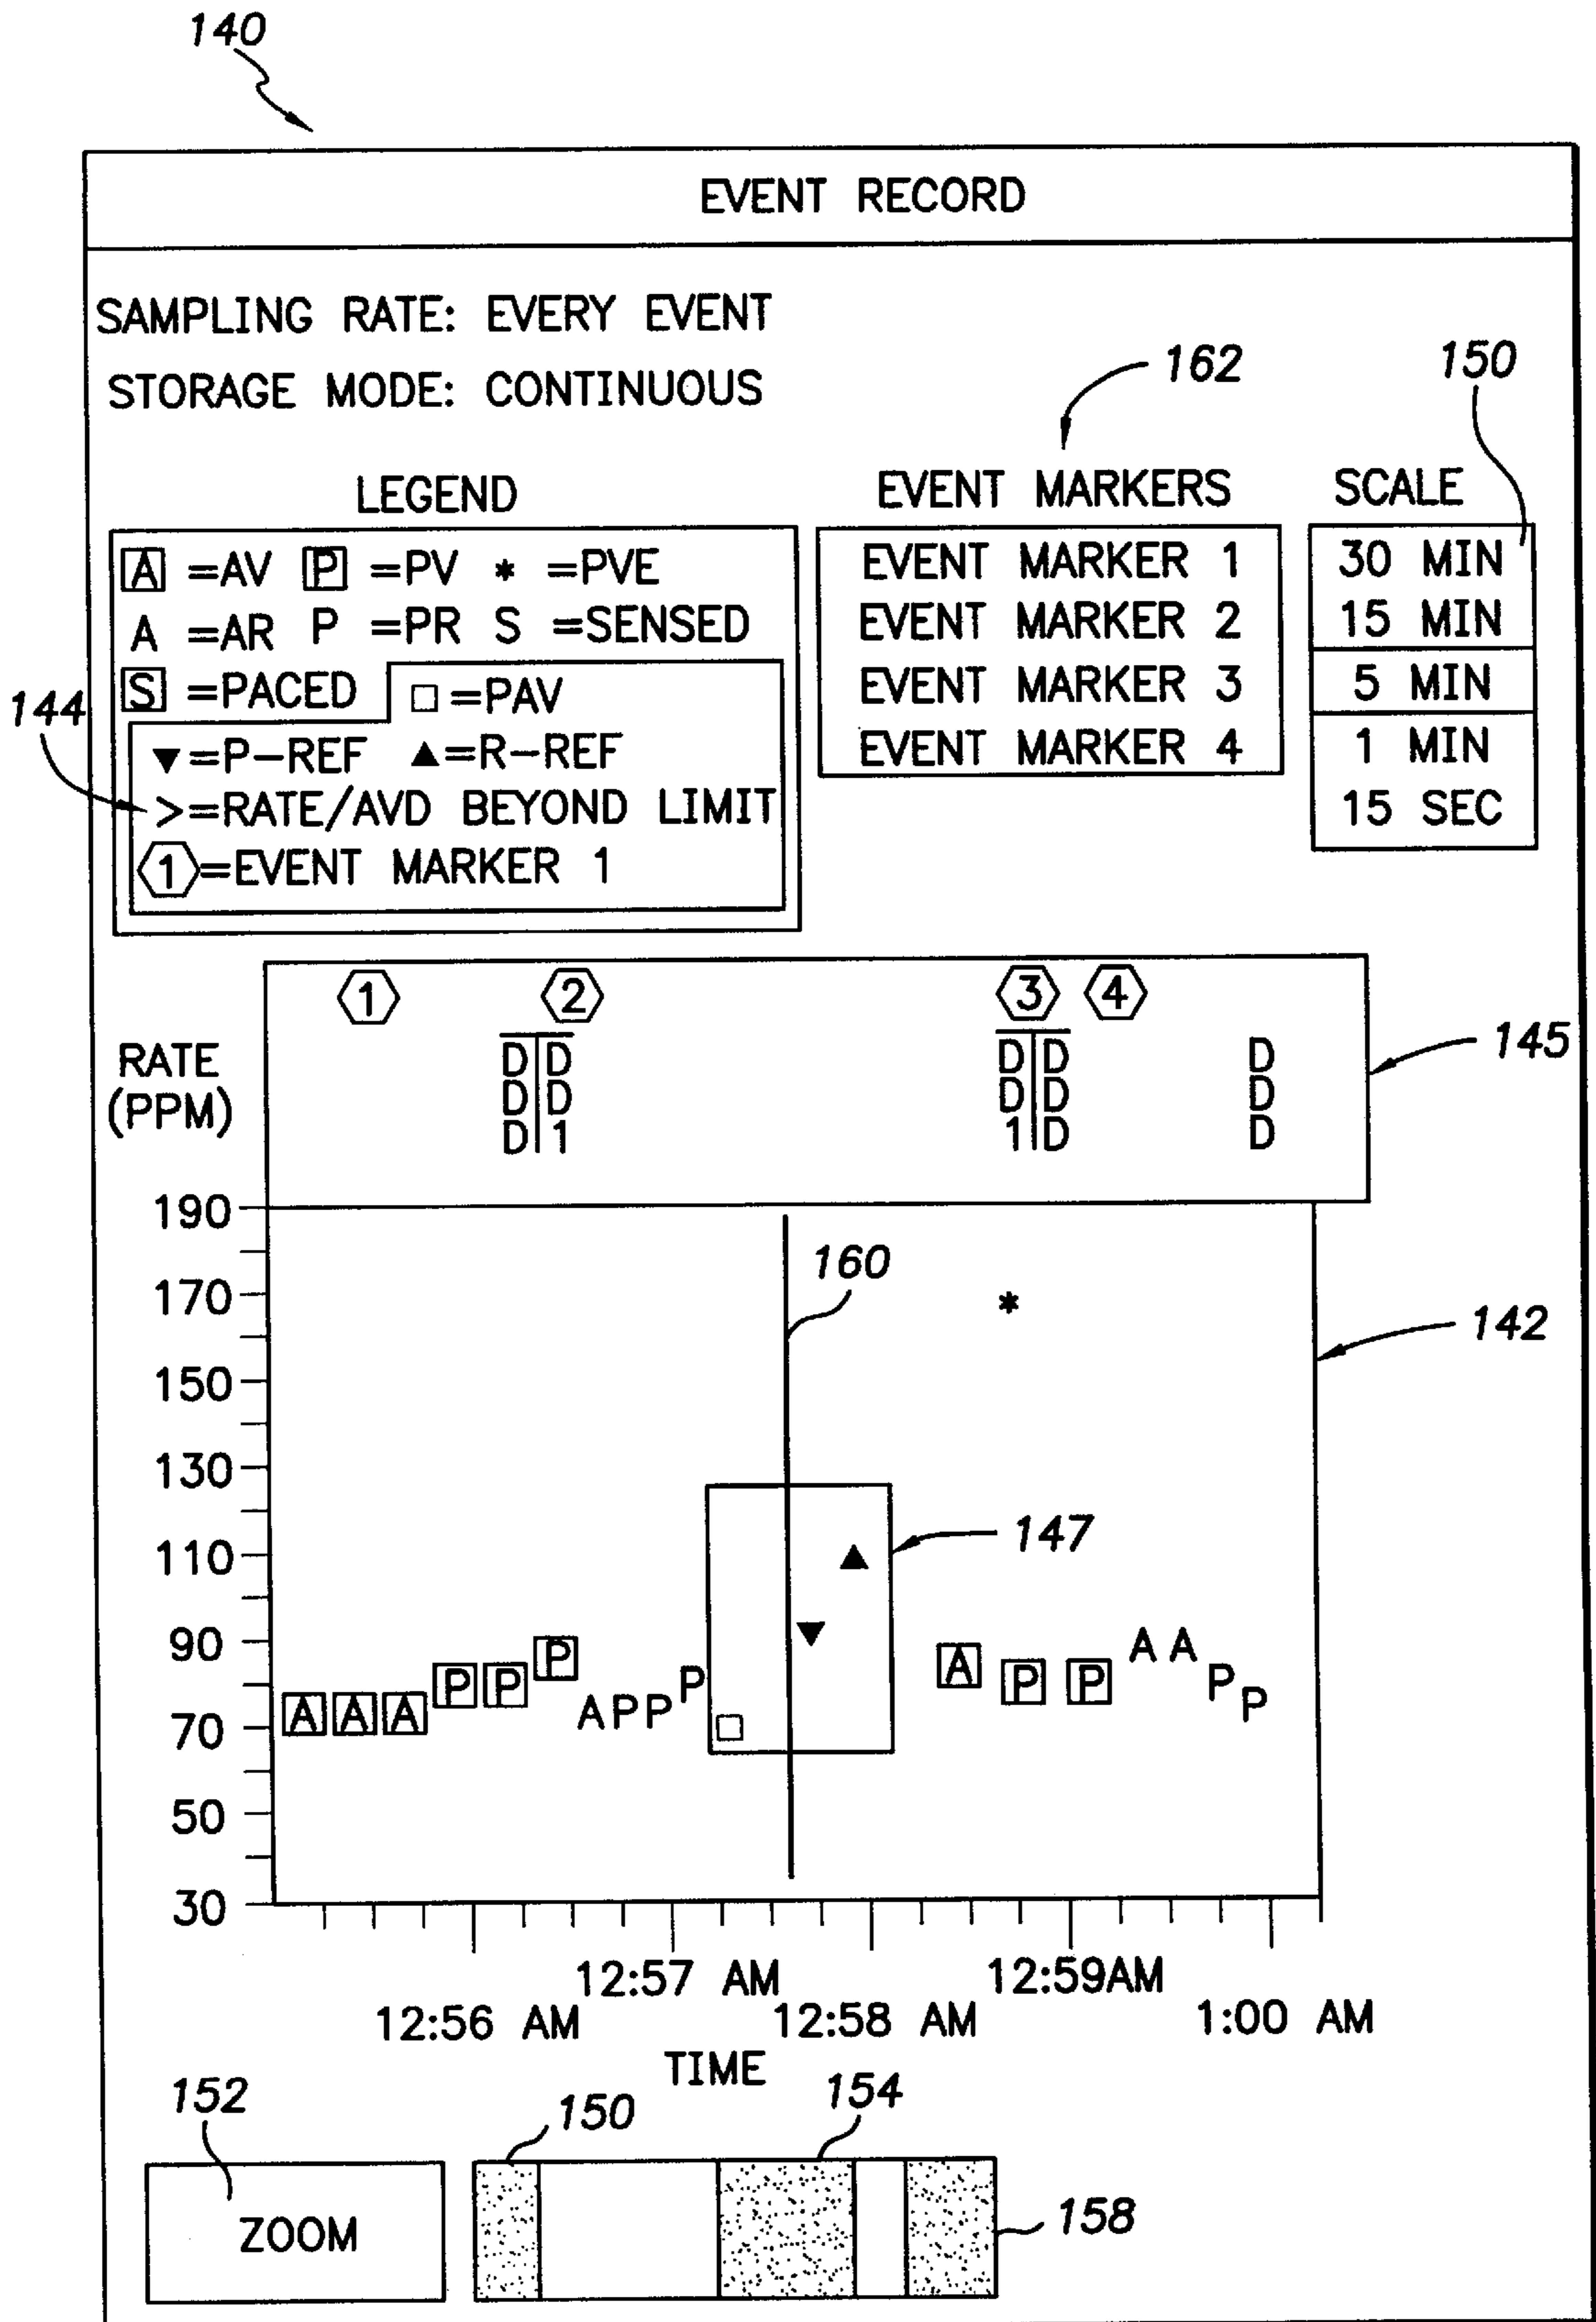 140
EVENT RECORD
SAMPLING RATE: EVERY EVENT
STORAGE MODE: CONTINUOUS
162
150
LEGEND
A =AV P =PV * =PVE
A =AR P =PR S =SENSED
S =PACED □ =PAV
144
▼=P-REF ▲=R-REF
>=RATE/AVD BEYOND LIMIT
1=EVENT MARKER 1
EVENT MARKERS
EVENT MARKER 1
EVENT MARKER 2
EVENT MARKER 3
EVENT MARKER 4
SCALE
30 MIN
15 MIN
5 MIN
1 MIN
15 SEC
1 2 3 4
RATE
(PPM)
D D D D D
D D D D D
D 1 1 D D
145
190
170
150
130
110
90
70
50
30
160
*
142
147
A A A P P P A P P P
A P P A A P P
12:57 AM 12:59AM
12:56 AM 12:58 AM 1:00 AM
TIME
152
150
154
ZOOM
158